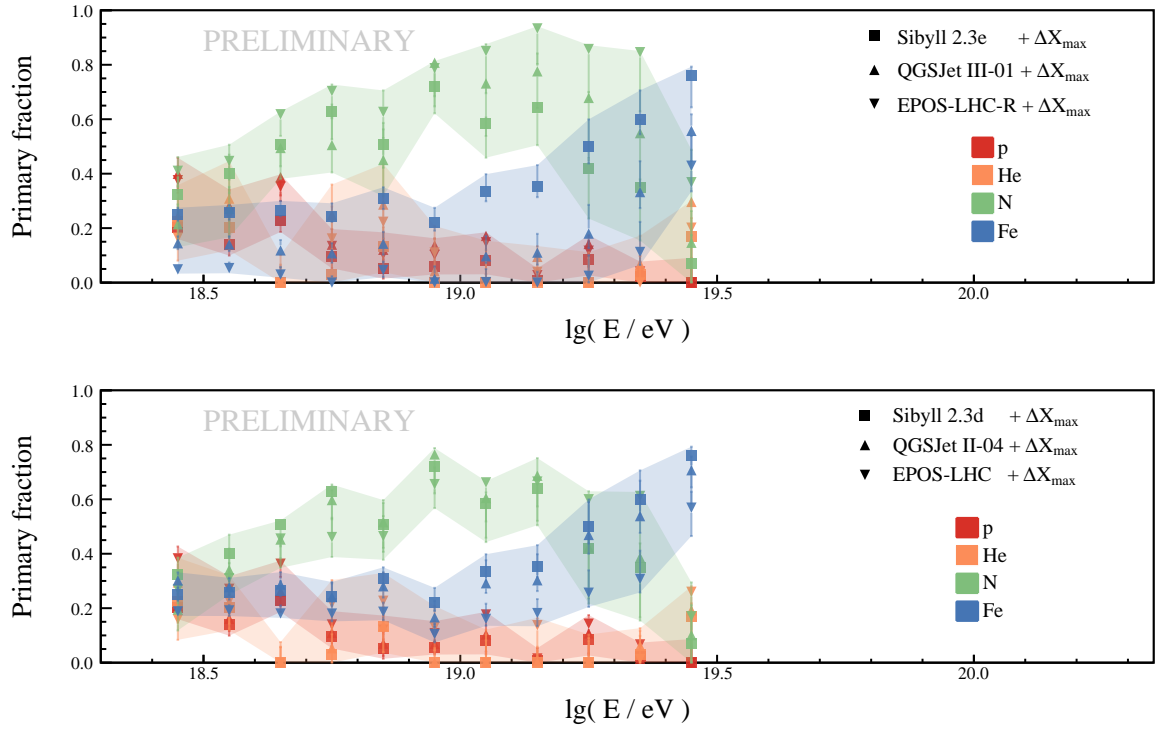 1.0
PRELIMINARY
Sibyll 2.3e + ΔXmax
0.8
QGSJet III-01 + ΔXmax
EPOS-LHC-R + ΔXmax
0.6
p
0.4
He
N
0.2
Fe
0.0
Primary fraction
18.5 19.0 19.5 20.0
lg( E / eV )
1.0
PRELIMINARY
Sibyll 2.3d + ΔXmax
0.8
QGSJet II-04 + ΔXmax
EPOS-LHC + ΔXmax
0.6
p
0.4
He
N
0.2
Fe
0.0
Primary fraction
18.5 19.0 19.5 20.0
lg( E / eV )